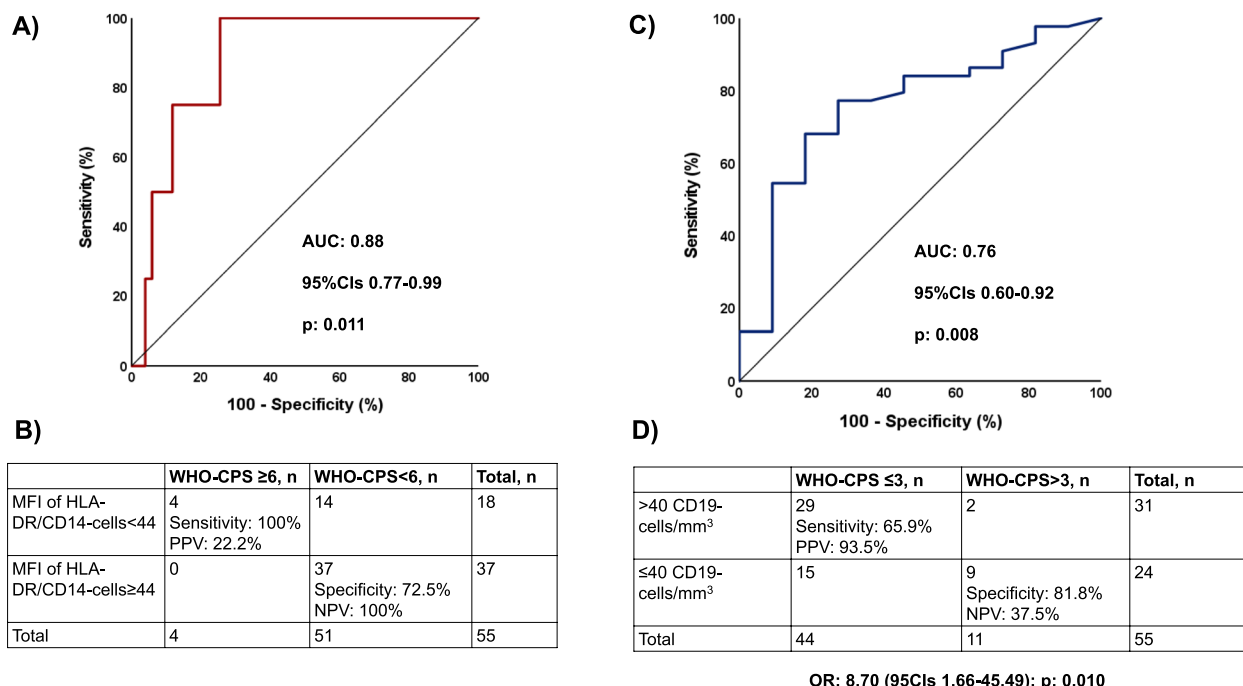 A)
100
80
60
40
20
0
Sensitivity (%)
AUC: 0.88
95%CIs 0.77-0.99
p: 0.011
0 20 40 60 80 100
100 - Specificity (%)
B)
WHO-CPS ≥6, n WHO-CPS<6, n Total, n
MFI of HLA-
DR/CD14-cells<44
4
Sensitivity: 100%
PPV: 22.2%
14
18
MFI of HLA-
DR/CD14-cells≥44
0
37
Specificity: 72.5%
NPV: 100%
37
Total 4 51 55
C)
100
80
60
40
20
0
Sensitivity (%)
AUC: 0.76
95%CIs 0.60-0.92
p: 0.008
0 20 40 60 80 100
100 - Specificity (%)
D)
WHO-CPS ≤3, n WHO-CPS>3, n Total, n
>40 CD19-
cells/mm³
29
Sensitivity: 65.9%
PPV: 93.5%
2
31
≤40 CD19-
cells/mm³
15
9
Specificity: 81.8%
NPV: 37.5%
24
Total 44 11 55
OR: 8.70 (95CIs 1.66-45.49); p: 0.010